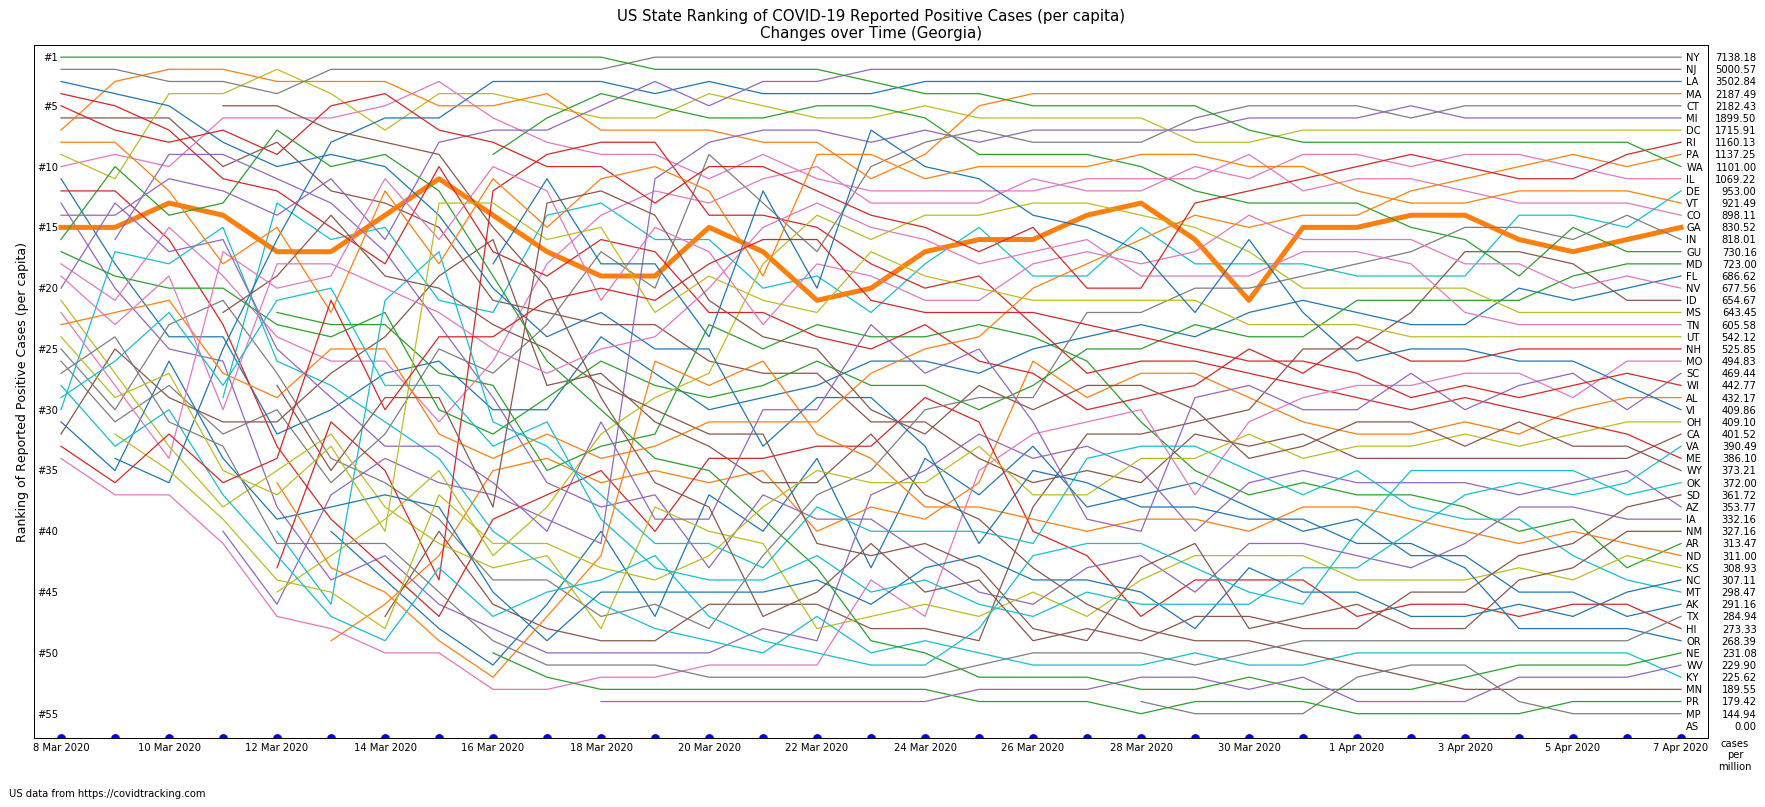 US State Ranking of COVID-19 Reported Positive Cases (per capita)
Changes over Time (Georgia)
Ranking of Reported Positive Cases (per capita)
#1
#5
#10
#15
#20
#25
#30
#35
#40
#45
#50
#55
NY 7138.18
NJ 5000.57
LA 3502.84
MA 2187.49
CT 2182.43
MI 1899.50
DC 1715.91
RI 1160.13
PA 1137.25
WA 1101.00
IL 1069.22
DE 953.00
VT 921.49
CO 898.11
GA 830.52
IN 818.01
GU 730.16
MD 723.00
FL 686.62
NV 677.56
ID 654.67
MS 643.45
TN 605.58
UT 542.12
NH 525.85
MO 494.83
SC 469.44
WI 442.77
AL 432.17
VI 409.86
OH 409.10
CA 401.52
VA 390.49
ME 386.10
WY 373.21
OK 372.00
SD 361.72
AZ 353.77
IA 332.16
NM 327.16
AR 313.47
ND 311.00
KS 308.93
NC 307.11
MT 298.47
AK 291.16
TX 284.94
HI 273.33
OR 268.39
NE 231.08
WV 229.90
KY 225.62
MN 189.55
PR 179.42
MP 144.94
AS 0.00
8 Mar 2020 10 Mar 2020 12 Mar 2020 14 Mar 2020 16 Mar 2020 18 Mar 2020 20 Mar 2020 22 Mar 2020 24 Mar 2020 26 Mar 2020 28 Mar 2020 30 Mar 2020 1 Apr 2020 3 Apr 2020 5 Apr 2020 7 Apr 2020
cases
per
million
US data from https://covidtracking.com